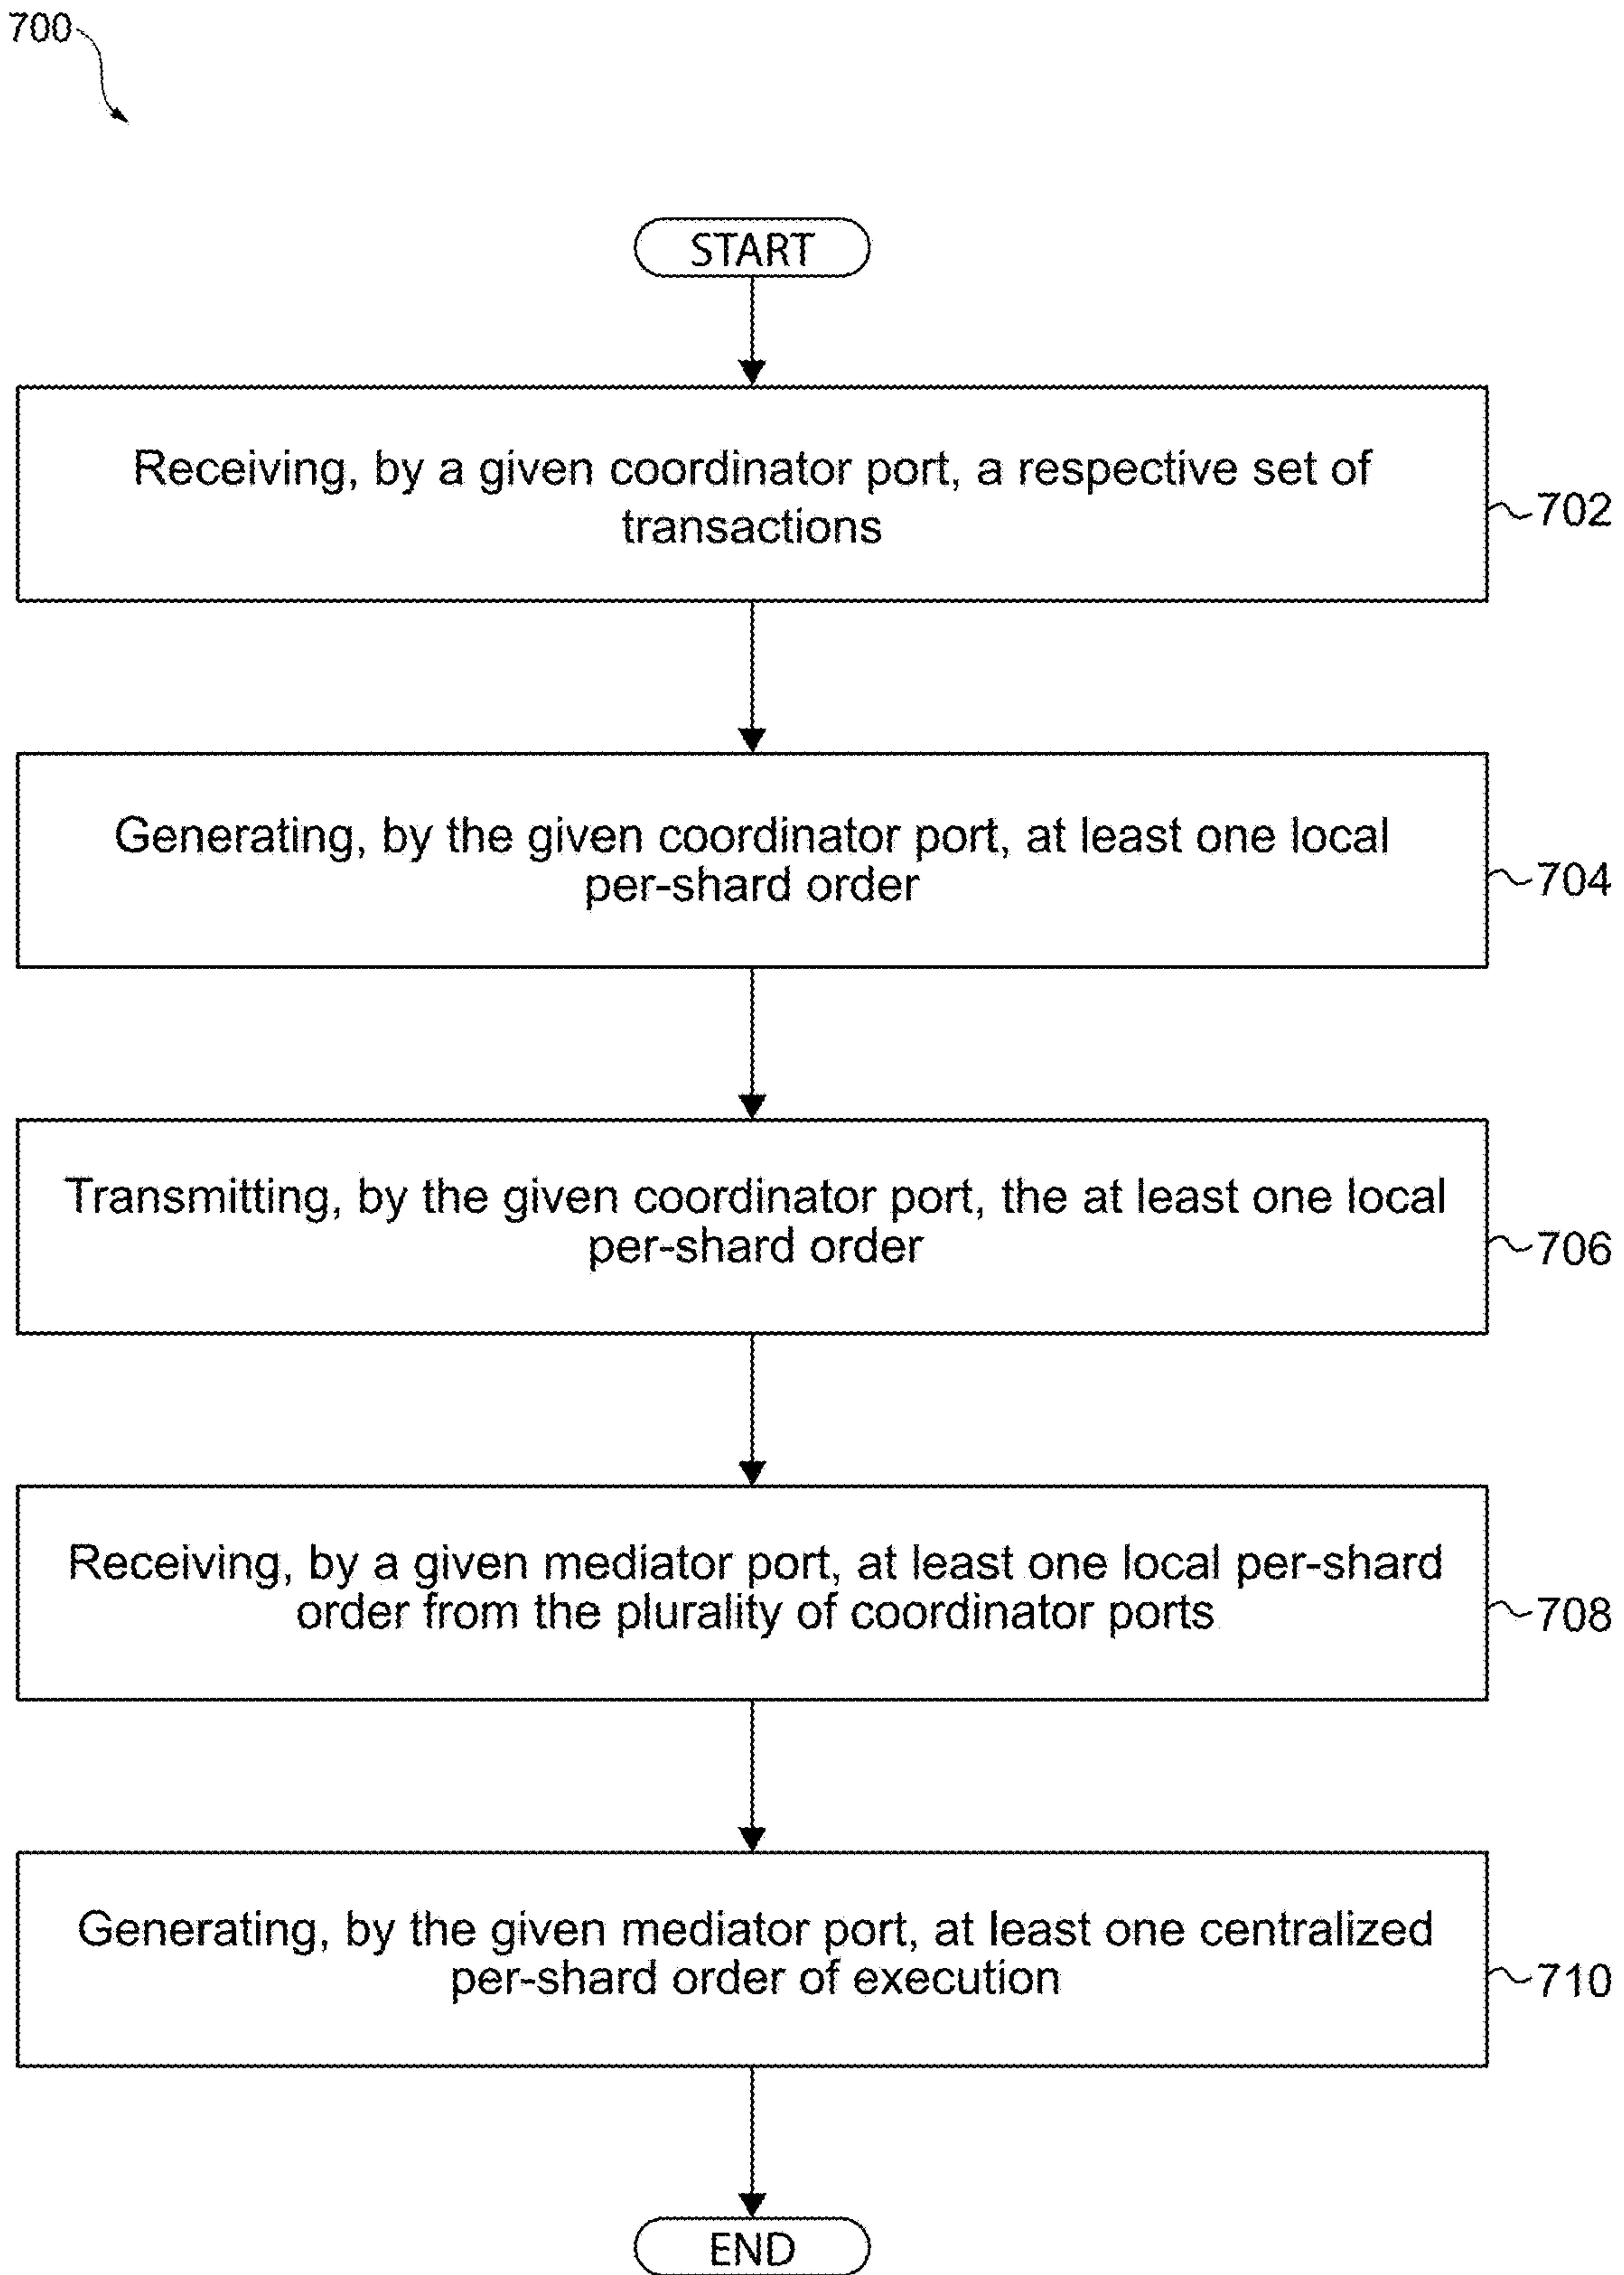 700
START
Receiving, by a given coordinator port, a respective set of
transactions
702
Generating, by the given coordinator port, at least one local
per-shard order
704
Transmitting, by the given coordinator port, the at least one local
per-shard order
706
Receiving, by a given mediator port, at least one local per-shard
order from the plurality of coordinator ports
708
Generating, by the given mediator port, at least one centralized
per-shard order of execution
710
END